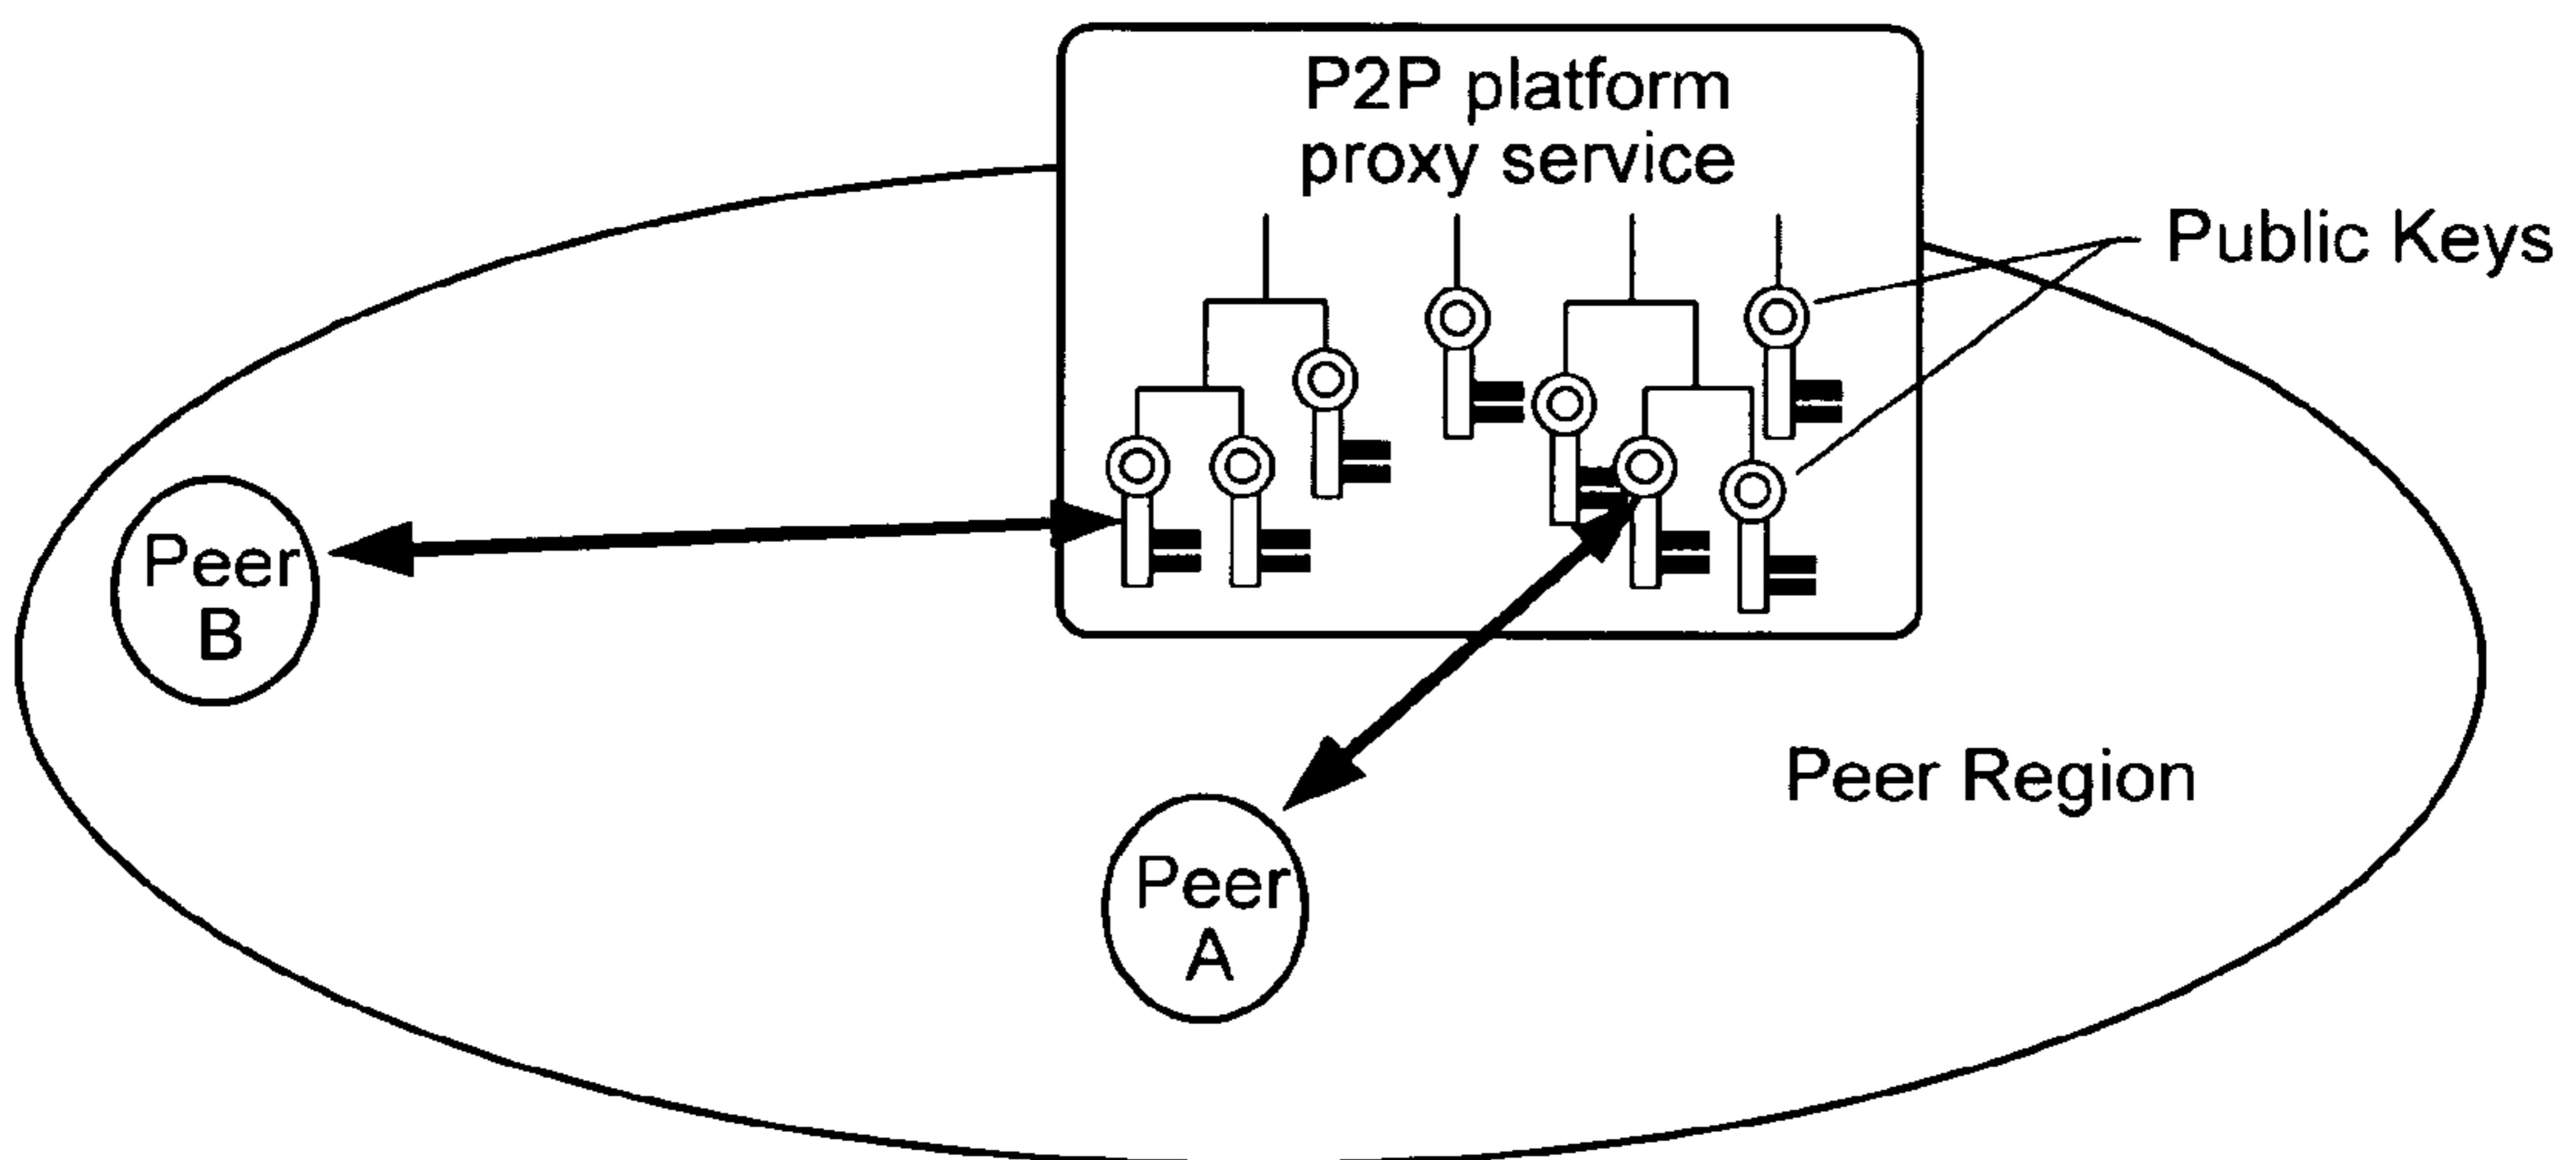 P2P platform
proxy service
Public Keys
Peer
B
Peer Region
Peer
A